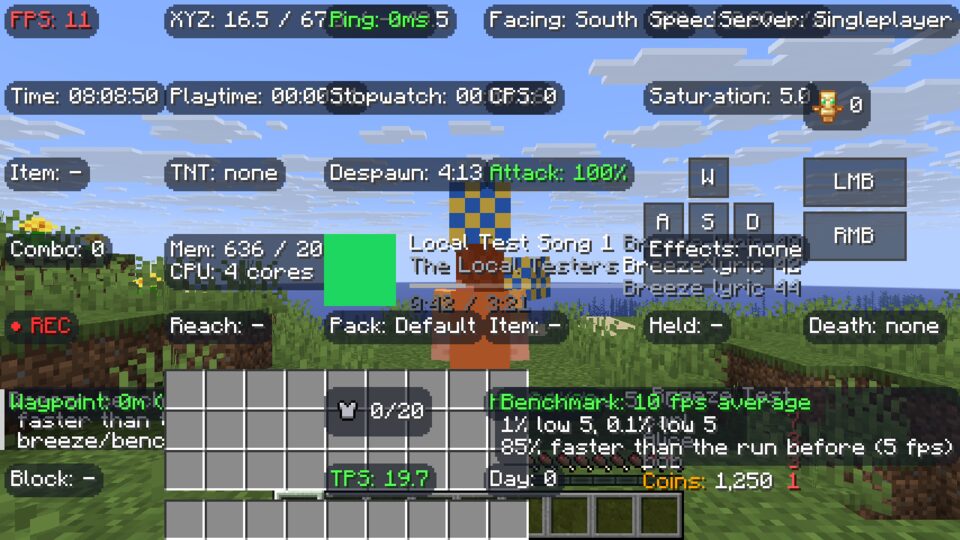 FPS: 11
XYZ: 16.5 / 67
Ping: 0ms
5
Facing: South
Speed
Server: Singleplayer
Time: 08:08:50
Playtime: 00:00
Stopwatch: 00
CPS: 0
Saturation: 5.0
0
Item: -
TNT: none
Despawn: 4:13
Attack: 100%
W
LMB
A
S
D
RMB
Combo: 0
Mem: 636 / 20
CPU: 4 cores
Local Test Song 1
The Local Testers
0:42 / 3:21
Effects: none
Breeze lyric 42
Breeze lyric 44
● REC
Reach: -
Pack: Default
Item: -
Held: -
Death: none
Waypoint: 0m
faster than
breeze/benc
0/20
Benchmark: 10 fps average
1% low 5, 0.1% low 5
85% faster than the run before (5 fps)
Block: -
TPS: 19.7
Day: 0
Coins: 1,250
1